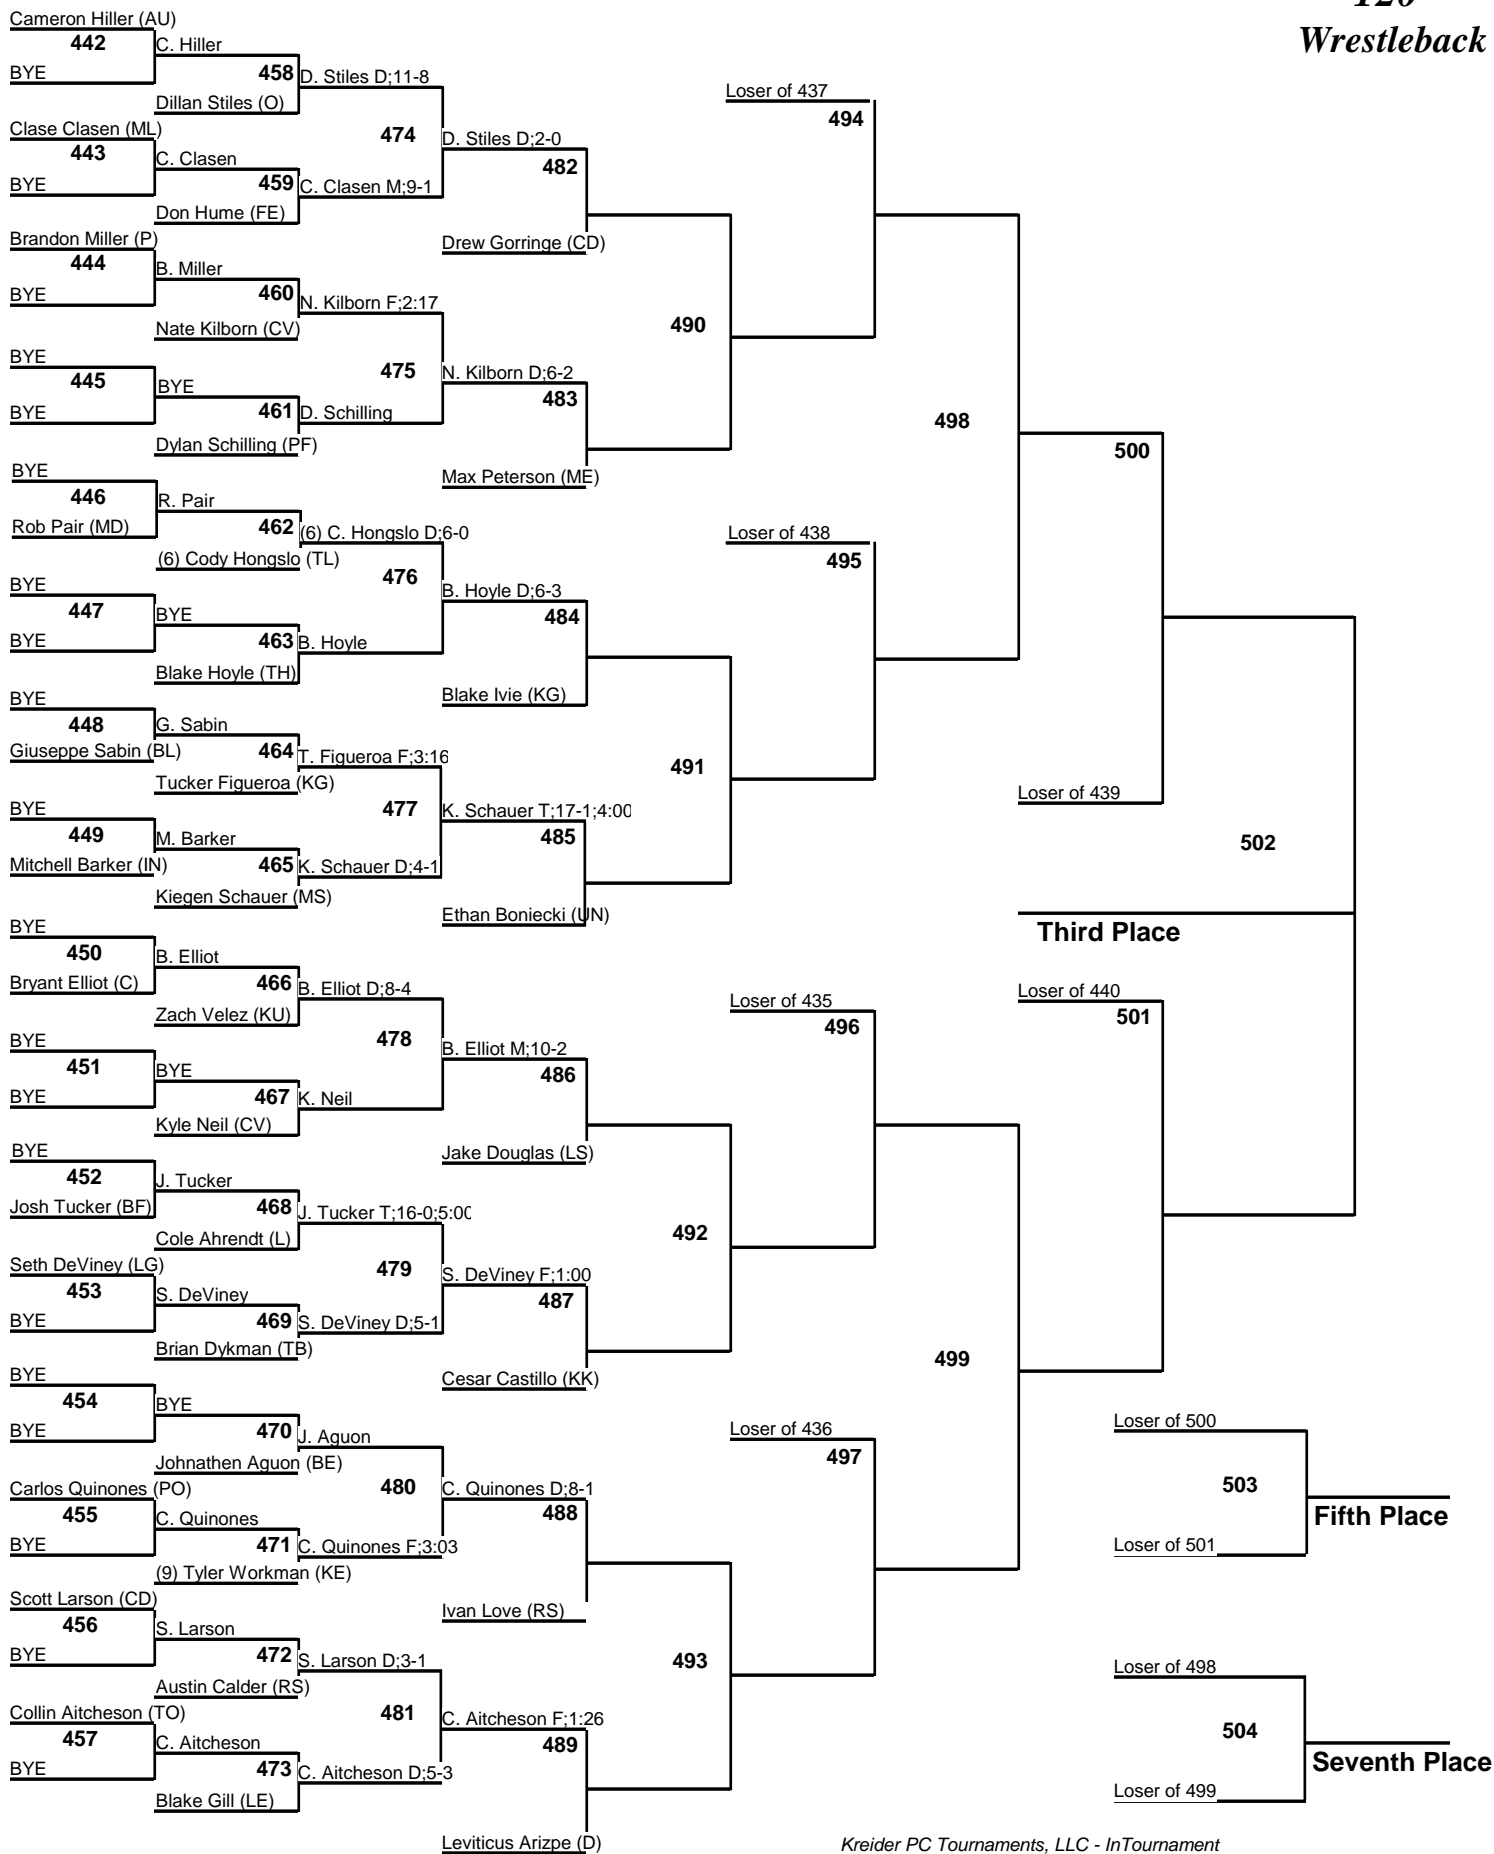 120
Wrestleback
Cameron Hiller (AU)
442
C. Hiller
BYE
458
D. Stiles D;11-8
Dillan Stiles (O)
Loser of 437
494
Clase Clasen (ML)
474
D. Stiles D;2-0
443
C. Clasen
482
BYE
459
C. Clasen M;9-1
Don Hume (FE)
Brandon Miller (P)
Drew Gorringe (CD)
444
B. Miller
BYE
460
N. Kilborn F;2:17
Nate Kilborn (CV)
490
BYE
475
N. Kilborn D;6-2
445
BYE
483
BYE
461
D. Schilling
498
Dylan Schilling (PF)
500
BYE
Max Peterson (ME)
446
R. Pair
Rob Pair (MD)
462
(6) C. Hongslo D;6-0
Loser of 438
(6) Cody Hongslo (TL)
495
BYE
476
B. Hoyle D;6-3
447
BYE
484
BYE
463
B. Hoyle
Blake Hoyle (TH)
BYE
Blake Ivie (KG)
448
G. Sabin
Giuseppe Sabin (BL)
464
T. Figueroa F;3:16
491
Tucker Figueroa (KG)
Loser of 439
BYE
477
K. Schauer T;17-1;4:00
449
M. Barker
485
502
Mitchell Barker (IN)
465
K. Schauer D;4-1
Kiegen Schauer (MS)
BYE
Ethan Boniecki (UN)
Third Place
450
B. Elliot
Bryant Elliot (C)
466
B. Elliot D;8-4
Loser of 435
Loser of 440
Zach Velez (KU)
496
501
BYE
478
B. Elliot M;10-2
451
BYE
486
BYE
467
K. Neil
Kyle Neil (CV)
BYE
Jake Douglas (LS)
452
J. Tucker
Josh Tucker (BF)
468
J. Tucker T;16-0;5:00
492
Cole Ahrendt (L)
Seth DeViney (LG)
479
S. DeViney F;1:00
453
S. DeViney
487
BYE
469
S. DeViney D;5-1
Brian Dykman (TB)
499
BYE
Cesar Castillo (KK)
454
BYE
BYE
470
J. Aguon
Loser of 436
Loser of 500
Johnathen Aguon (BE)
497
Carlos Quinones (PO)
480
C. Quinones D;8-1
503
455
C. Quinones
488
Fifth Place
BYE
471
C. Quinones F;3:03
Loser of 501
(9) Tyler Workman (KE)
Scott Larson (CD)
Ivan Love (RS)
456
S. Larson
BYE
472
S. Larson D;3-1
493
Loser of 498
Austin Calder (RS)
Collin Aitcheson (TO)
481
C. Aitcheson F;1:26
504
457
C. Aitcheson
489
Seventh Place
BYE
473
C. Aitcheson D;5-3
Loser of 499
Blake Gill (LE)
Leviticus Arizpe (D)
Kreider PC Tournaments, LLC - InTournament